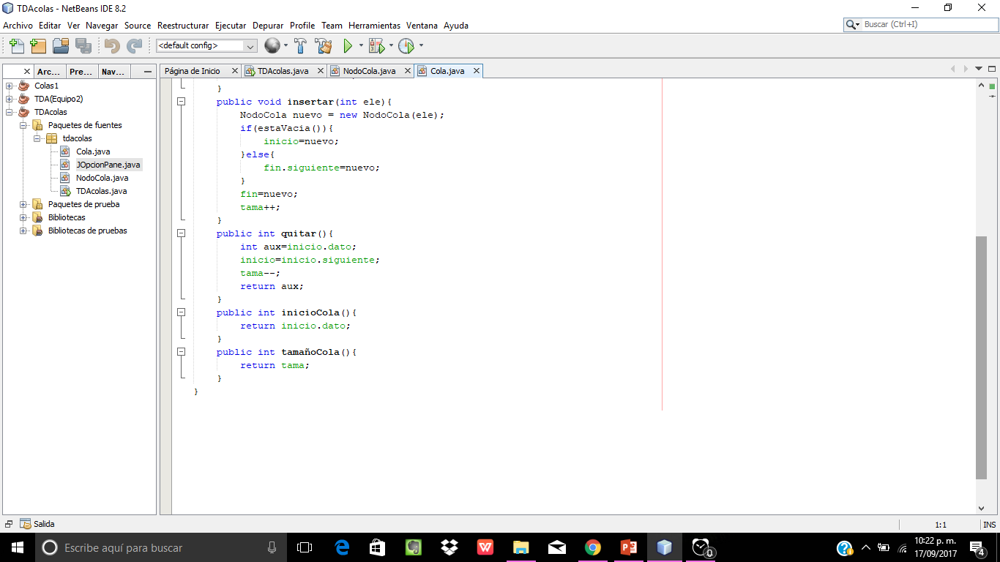 TDAcolas - NetBeans IDE 8.2
Archivo Editar Ver Navegar Source Reestructurar Ejecutar Depurar Profile Team Herramientas Ventana Ayuda
Buscar (Ctrl+I)
<default config>
Arc... Pre... Nav...
Página de Inicio TDAcolas.java NodoCola.java Cola.java
Colas1
TDA(Equipo2)
TDAcolas
Paquetes de fuentes
tdacolas
Cola.java
JOpcionPane.java
NodoCola.java
TDAcolas.java
Paquetes de prueba
Bibliotecas
Bibliotecas de pruebas
}
public void insertar(int ele){
NodoCola nuevo = new NodoCola(ele);
if(estaVacia()){
inicio=nuevo;
}else{
fin.siguiente=nuevo;
}
fin=nuevo;
tama++;
}
public int quitar(){
int aux=inicio.dato;
inicio=inicio.siguiente;
tama--;
return aux;
}
public int inicioCola(){
return inicio.dato;
}
public int tamañoCola(){
return tama;
}
}
Salida
1:1 INS
Escribe aquí para buscar
10:22 p. m.
17/09/2017
4